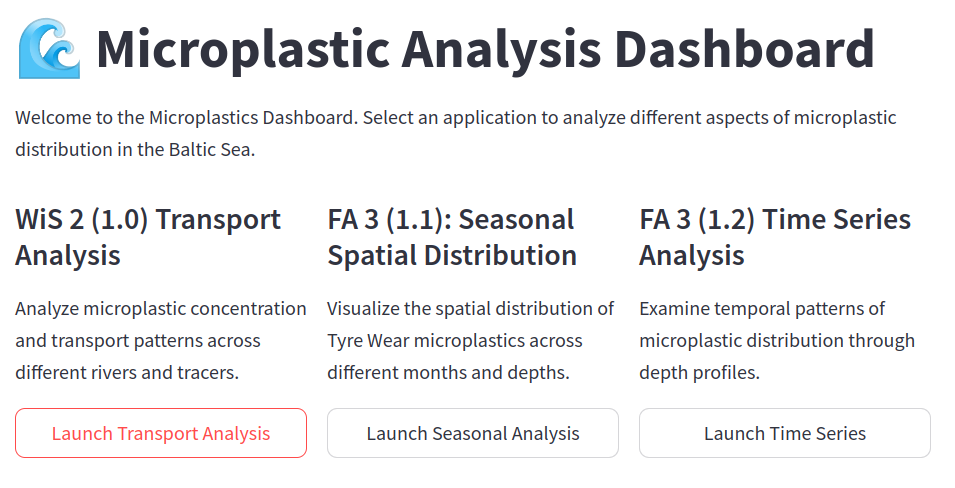 Microplastic Analysis Dashboard
Welcome to the Microplastics Dashboard. Select an application to analyze different aspects of microplastic
distribution in the Baltic Sea.
WiS 2 (1.0) Transport
Analysis
Analyze microplastic concentration
and transport patterns across
different rivers and tracers.
Launch Transport Analysis
FA 3 (1.1): Seasonal
Spatial Distribution
Visualize the spatial distribution of
Tyre Wear microplastics across
different months and depths.
Launch Seasonal Analysis
FA 3 (1.2) Time Series
Analysis
Examine temporal patterns of
microplastic distribution through
depth profiles.
Launch Time Series